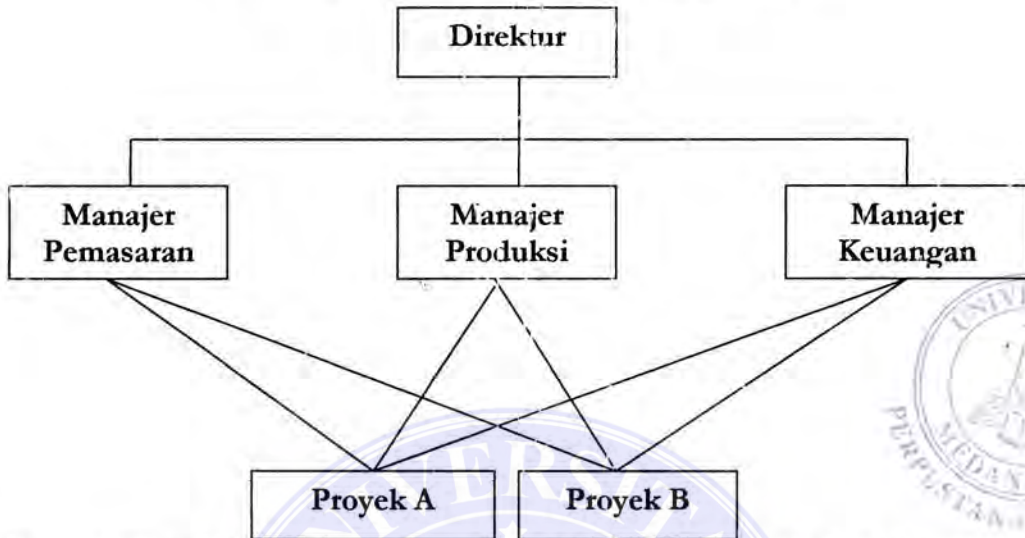 Direktur
Manajer
Pemasaran
Manajer
Produksi
Manajer
Keuangan
Proyek A
Proyek B